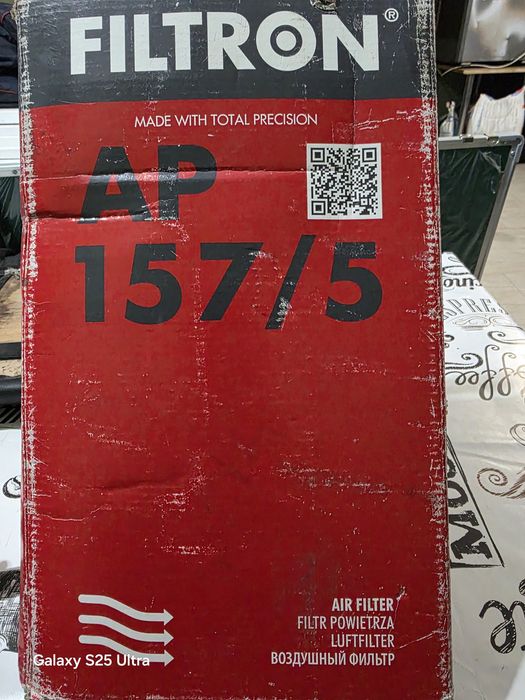 FILTRON®
MADE WITH TOTAL PRECISION
AP
157/5
AIR FILTER
FILTR POWIETRZA
LUFTFILTER
ВОЗДУШНЫЙ ФИЛЬТР
Galaxy S25 Ultra